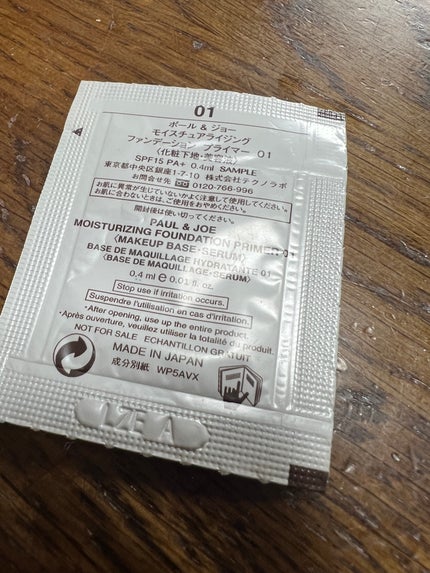 01
ポール & ジョー
モイスチュアライジング
ファンデーション プライマー 01
〈化粧下地・美容液〉
SPF15 PA+ 0.4ml SAMPLE
東京都中央区銀座1-7-10 株式会社テクノラボ
お問合せ先 0120-766-996
お肌に異常が生じていないかよく注意して使用してください。
お肌に合わないときは、ご使用をおやめください。
開封後は使い切ってください。
PAUL & JOE
MOISTURIZING FOUNDATION PRIMER 01
〈MAKEUP BASE・SERUM〉
BASE DE MAQUILLAGE HYDRATANTE 01
〈BASE DE MAQUILLAGE・SERUM〉
0.4 ml ℮ 0.01 fl. oz.
Stop use if irritation occurs.
Suspendre l'utilisation en cas d'irritation.
・After opening, use up the entire product.
・Après ouverture, veuillez utiliser la totalité du produit.
NOT FOR SALE ECHANTILLON GRATUIT
MADE IN JAPAN
成分別紙 WP5AVX